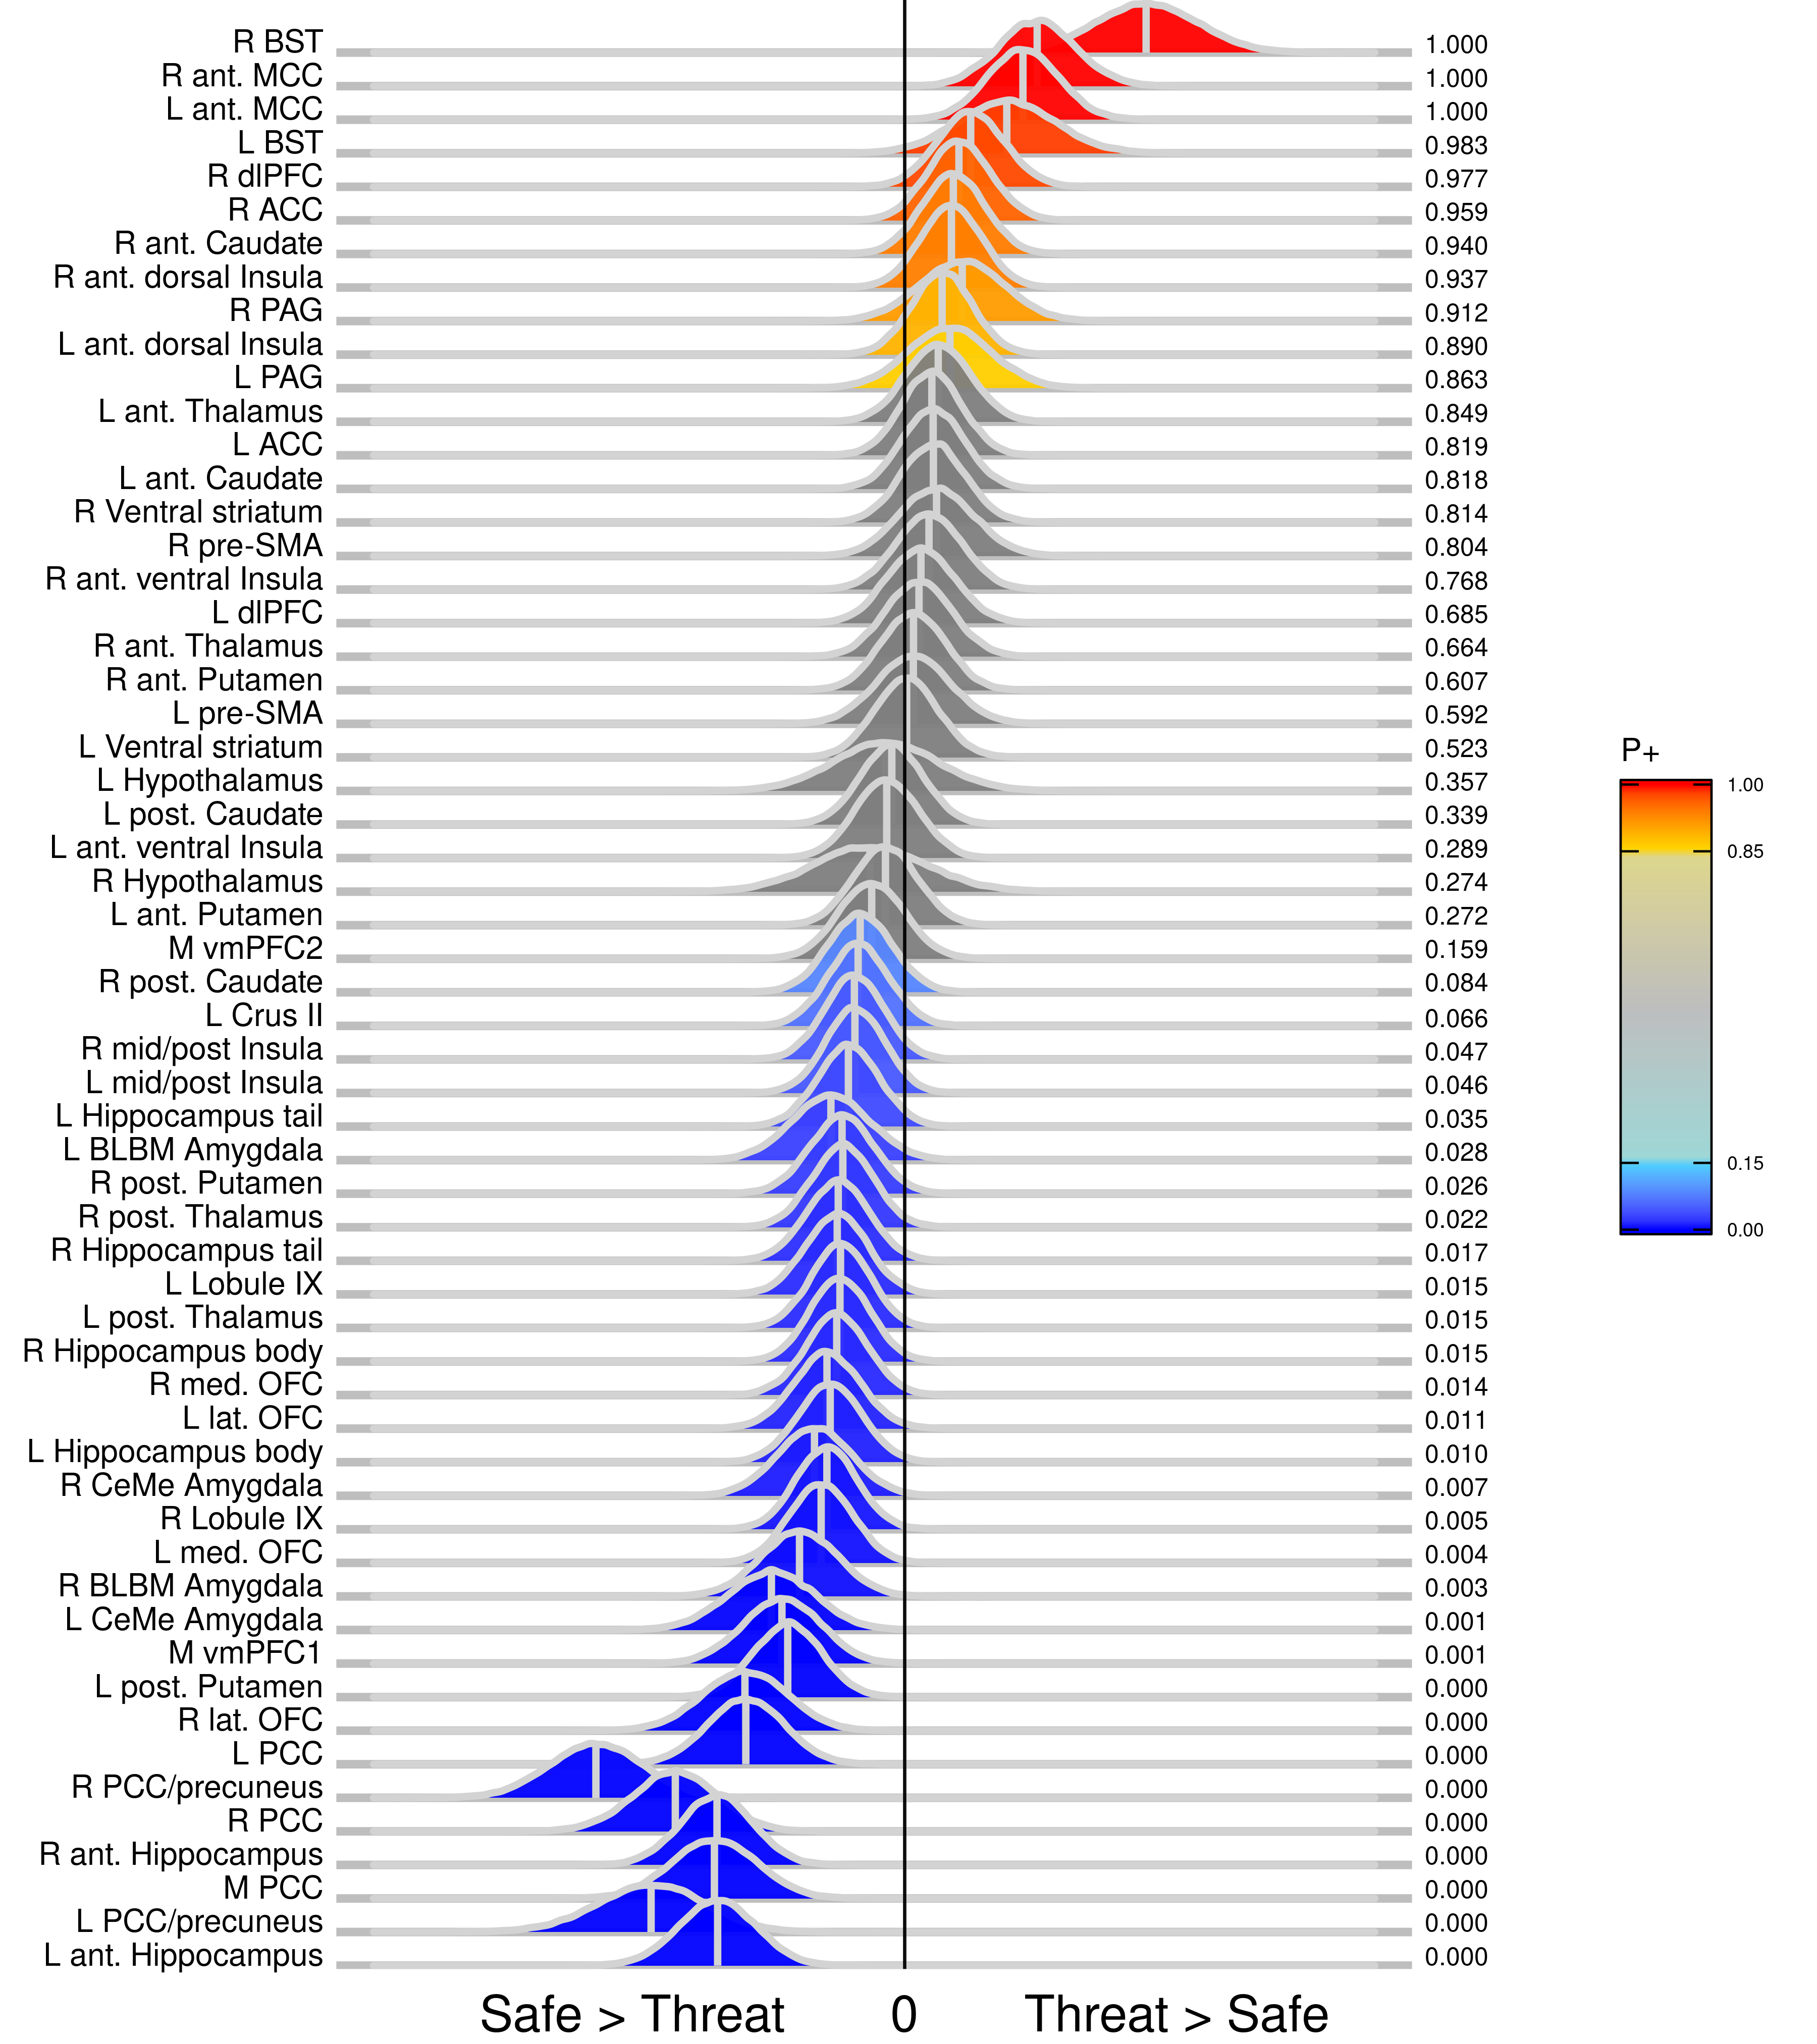 R BST 1.000
R ant. MCC 1.000
L ant. MCC 1.000
L BST 0.983
R dlPFC 0.977
R ACC 0.959
R ant. Caudate 0.940
R ant. dorsal Insula 0.937
R PAG 0.912
L ant. dorsal Insula 0.890
L PAG 0.863
L ant. Thalamus 0.849
L ACC 0.819
L ant. Caudate 0.818
R Ventral striatum 0.814
R pre-SMA 0.804
R ant. ventral Insula 0.768
L dlPFC 0.685
R ant. Thalamus 0.664
R ant. Putamen 0.607
L pre-SMA 0.592
L Ventral striatum 0.523
L Hypothalamus 0.357
L post. Caudate 0.339
L ant. ventral Insula 0.289
R Hypothalamus 0.274
L ant. Putamen 0.272
M vmPFC2 0.159
R post. Caudate 0.084
L Crus II 0.066
R mid/post Insula 0.047
L mid/post Insula 0.046
L Hippocampus tail 0.035
L BLBM Amygdala 0.028
R post. Putamen 0.026
R post. Thalamus 0.022
R Hippocampus tail 0.017
L Lobule IX 0.015
L post. Thalamus 0.015
R Hippocampus body 0.015
R med. OFC 0.014
L lat. OFC 0.011
L Hippocampus body 0.010
R CeMe Amygdala 0.007
R Lobule IX 0.005
L med. OFC 0.004
R BLBM Amygdala 0.003
L CeMe Amygdala 0.001
M vmPFC1 0.001
L post. Putamen 0.000
R lat. OFC 0.000
L PCC 0.000
R PCC/precuneus 0.000
R PCC 0.000
R ant. Hippocampus 0.000
M PCC 0.000
L PCC/precuneus 0.000
L ant. Hippocampus 0.000
Safe > Threat 0 Threat > Safe
P+
1.00
0.85
0.15
0.00